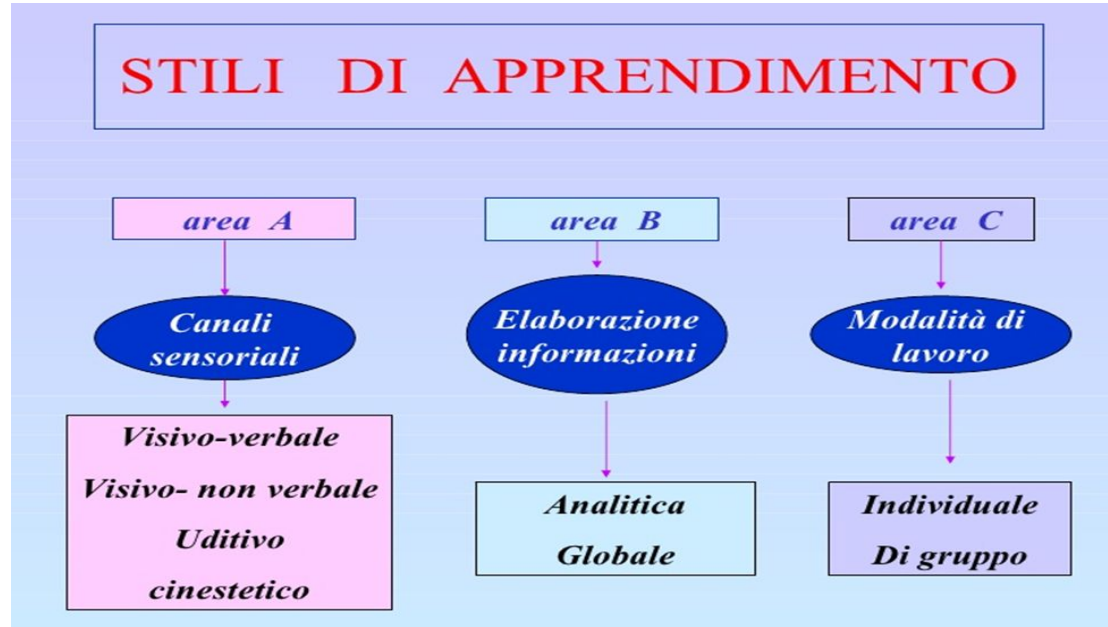 STILI DI APPRENDIMENTO
area A
Canali
sensoriali
Visivo-verbale
Visivo- non verbale
Uditivo
cinestetico
area B
Elaborazione
informazioni
Analitica
Globale
area C
Modalità di
lavoro
Individuale
Di gruppo